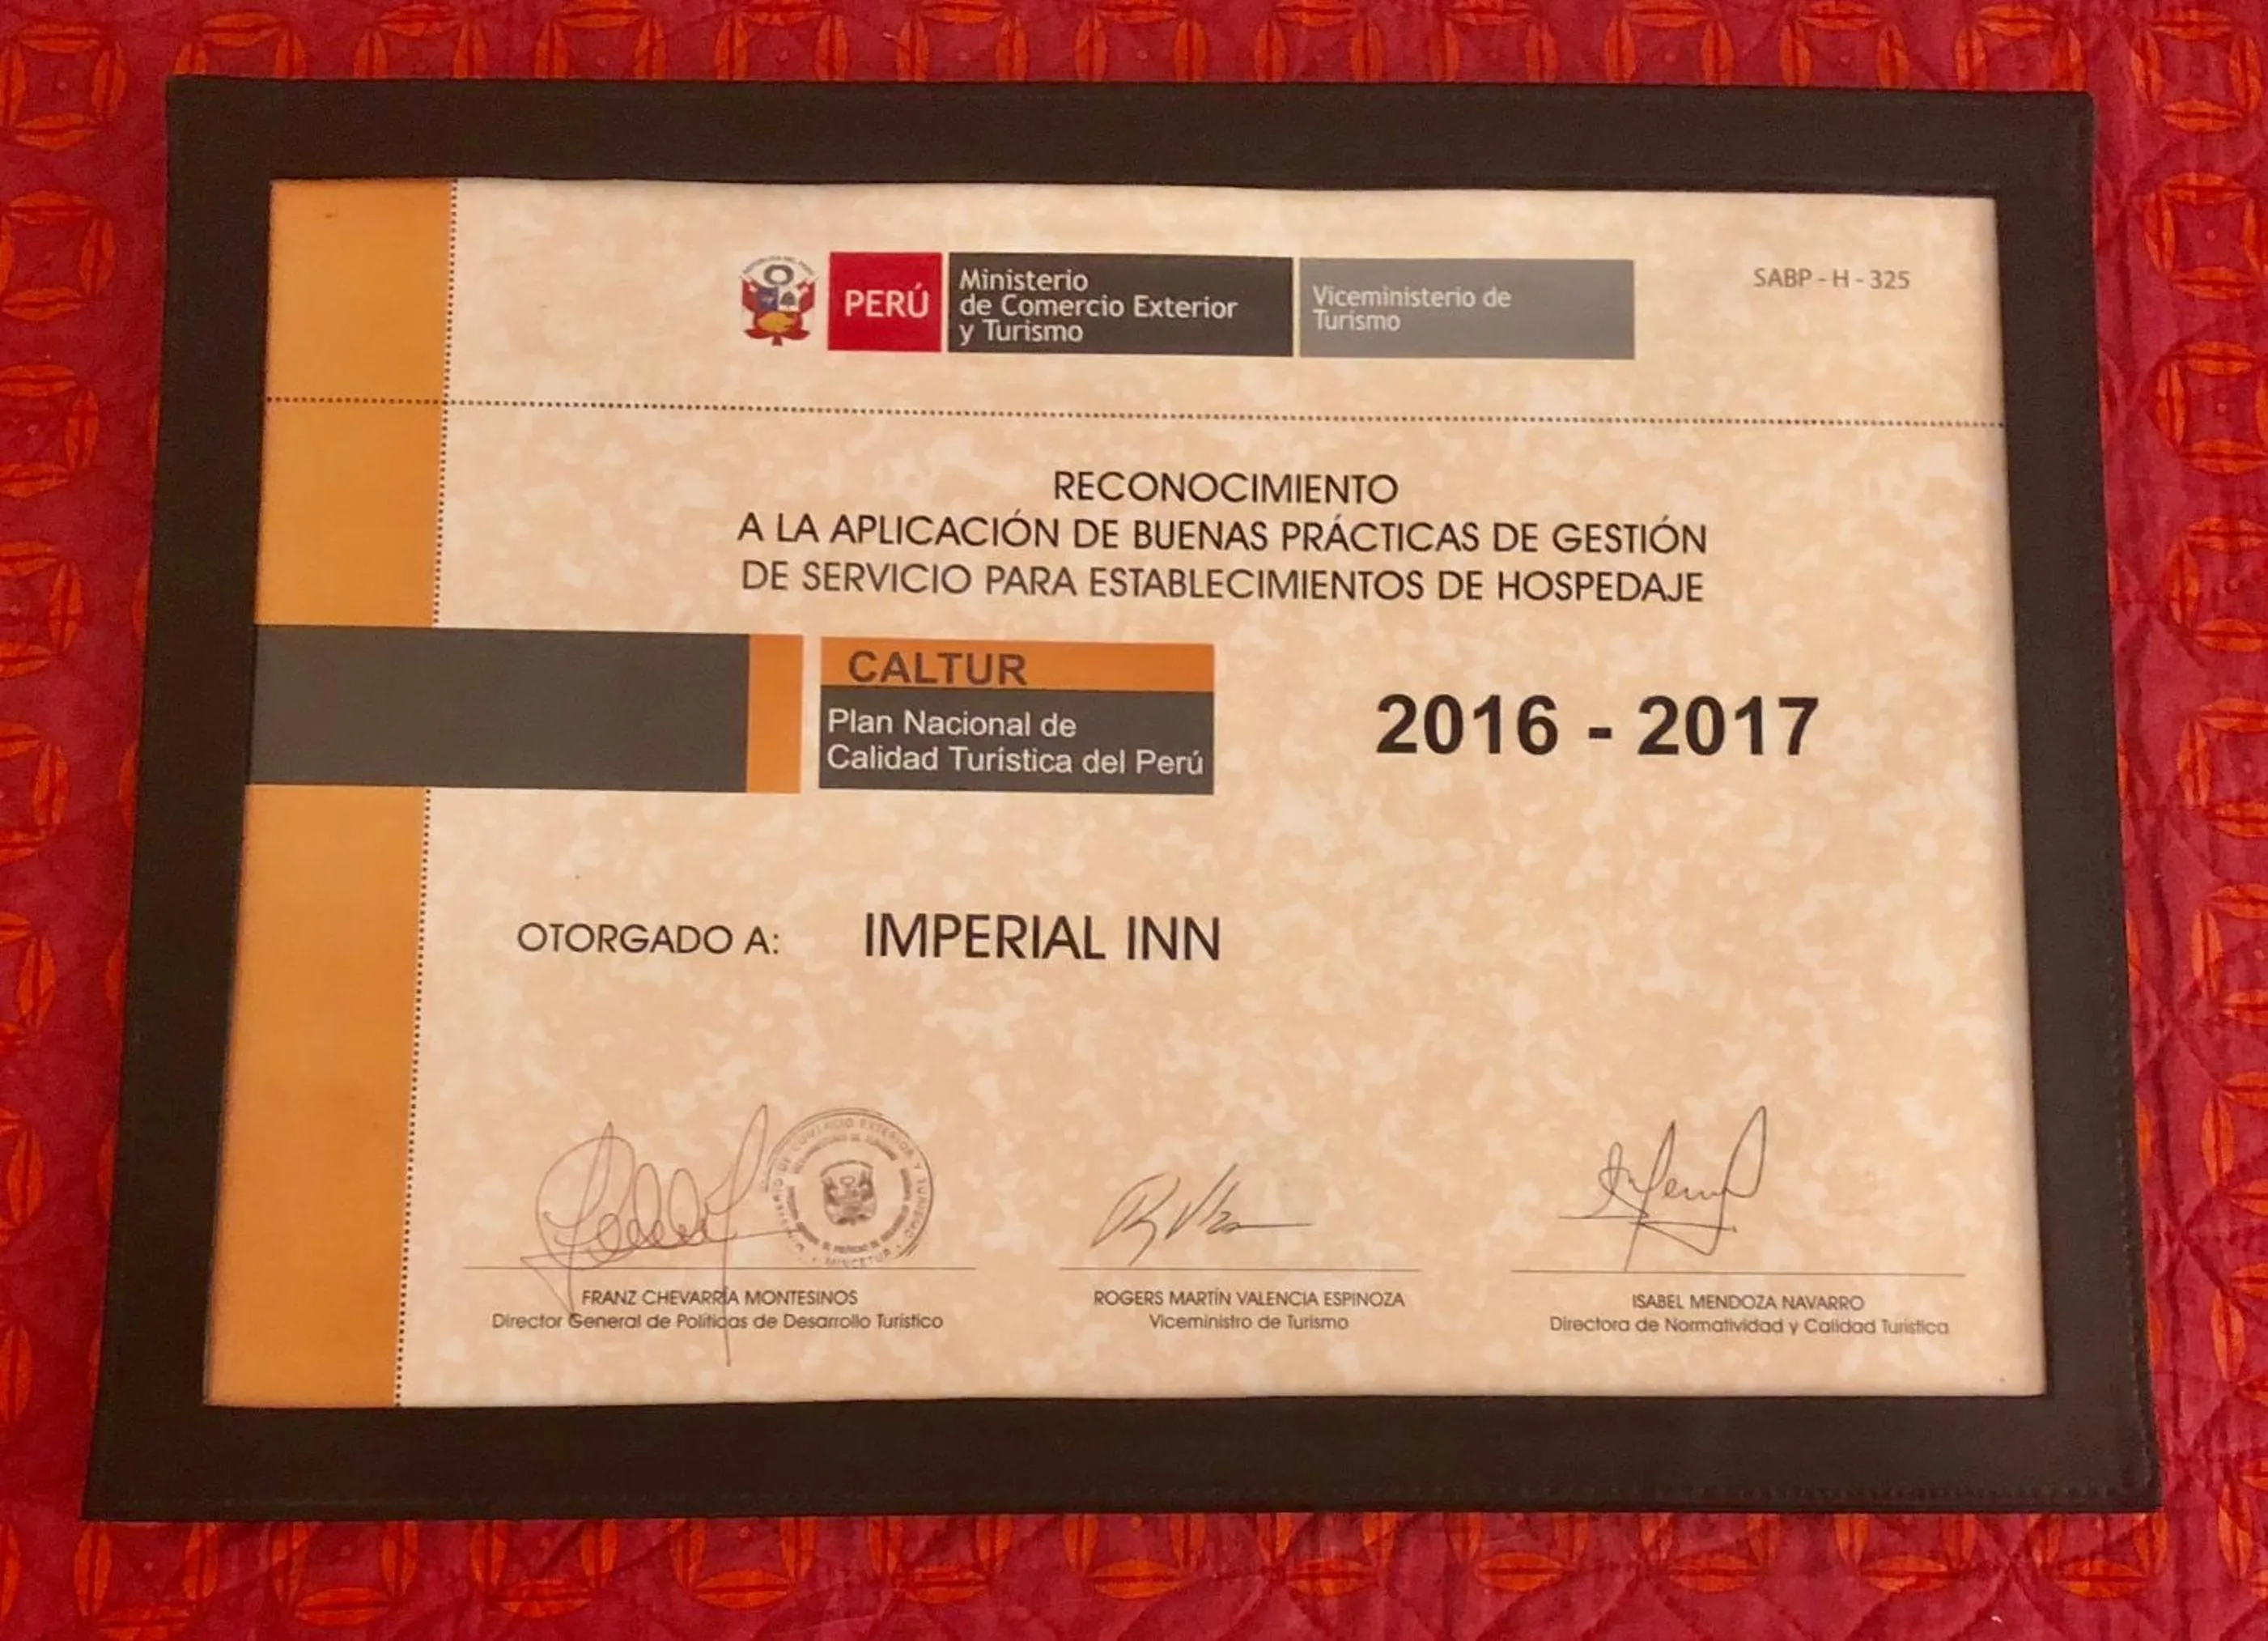 PERÚ
Ministerio
de Comercio Exterior
y Turismo
Viceministerio de
Turismo
SABP - H - 325
RECONOCIMIENTO
A LA APLICACIÓN DE BUENAS PRÁCTICAS DE GESTIÓN
DE SERVICIO PARA ESTABLECIMIENTOS DE HOSPEDAJE
CALTUR
Plan Nacional de
Calidad Turística del Perú
2016 - 2017
OTORGADO A: IMPERIAL INN
FRANZ CHEVARRÍA MONTESINOS
Director General de Políticas de Desarrollo Turístico
ROGERS MARTÍN VALENCIA ESPINOZA
Viceministro de Turismo
ISABEL MENDOZA NAVARRO
Directora de Normatividad y Calidad Turística